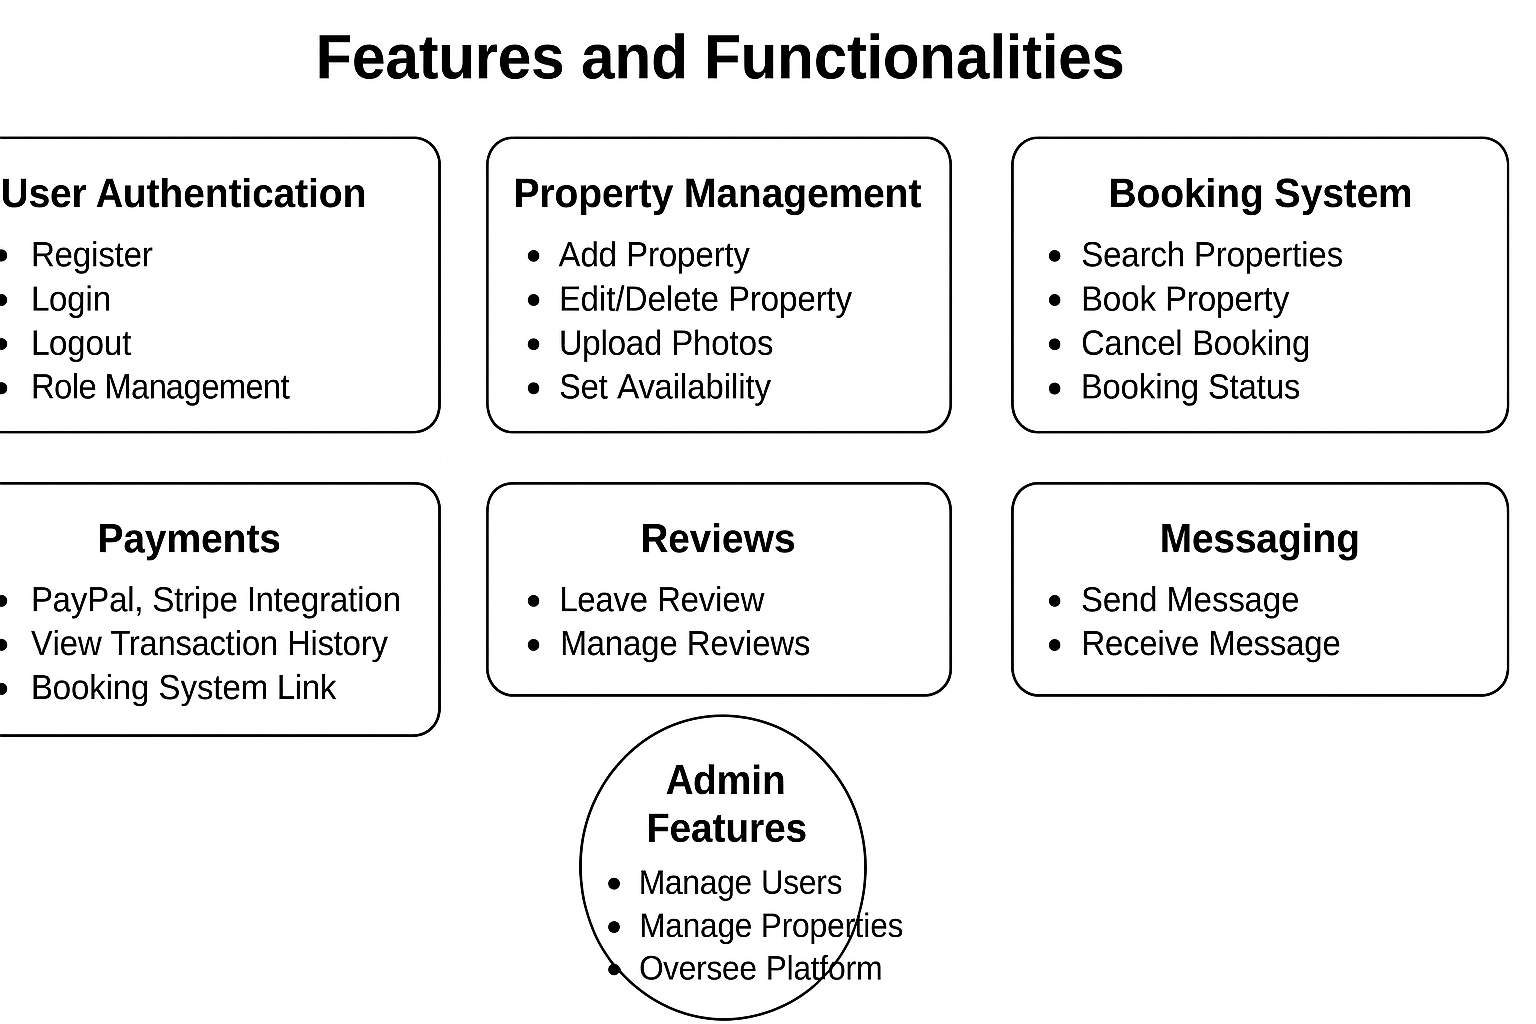 Features and Functionalities
User Authentication
• Register
• Login
• Logout
• Role Management
Property Management
• Add Property
• Edit/Delete Property
• Upload Photos
• Set Availability
Booking System
• Search Properties
• Book Property
• Cancel Booking
• Booking Status
Payments
• PayPal, Stripe Integration
• View Transaction History
• Booking System Link
Reviews
• Leave Review
• Manage Reviews
Messaging
• Send Message
• Receive Message
Admin
Features
• Manage Users
• Manage Properties
• Oversee Platform